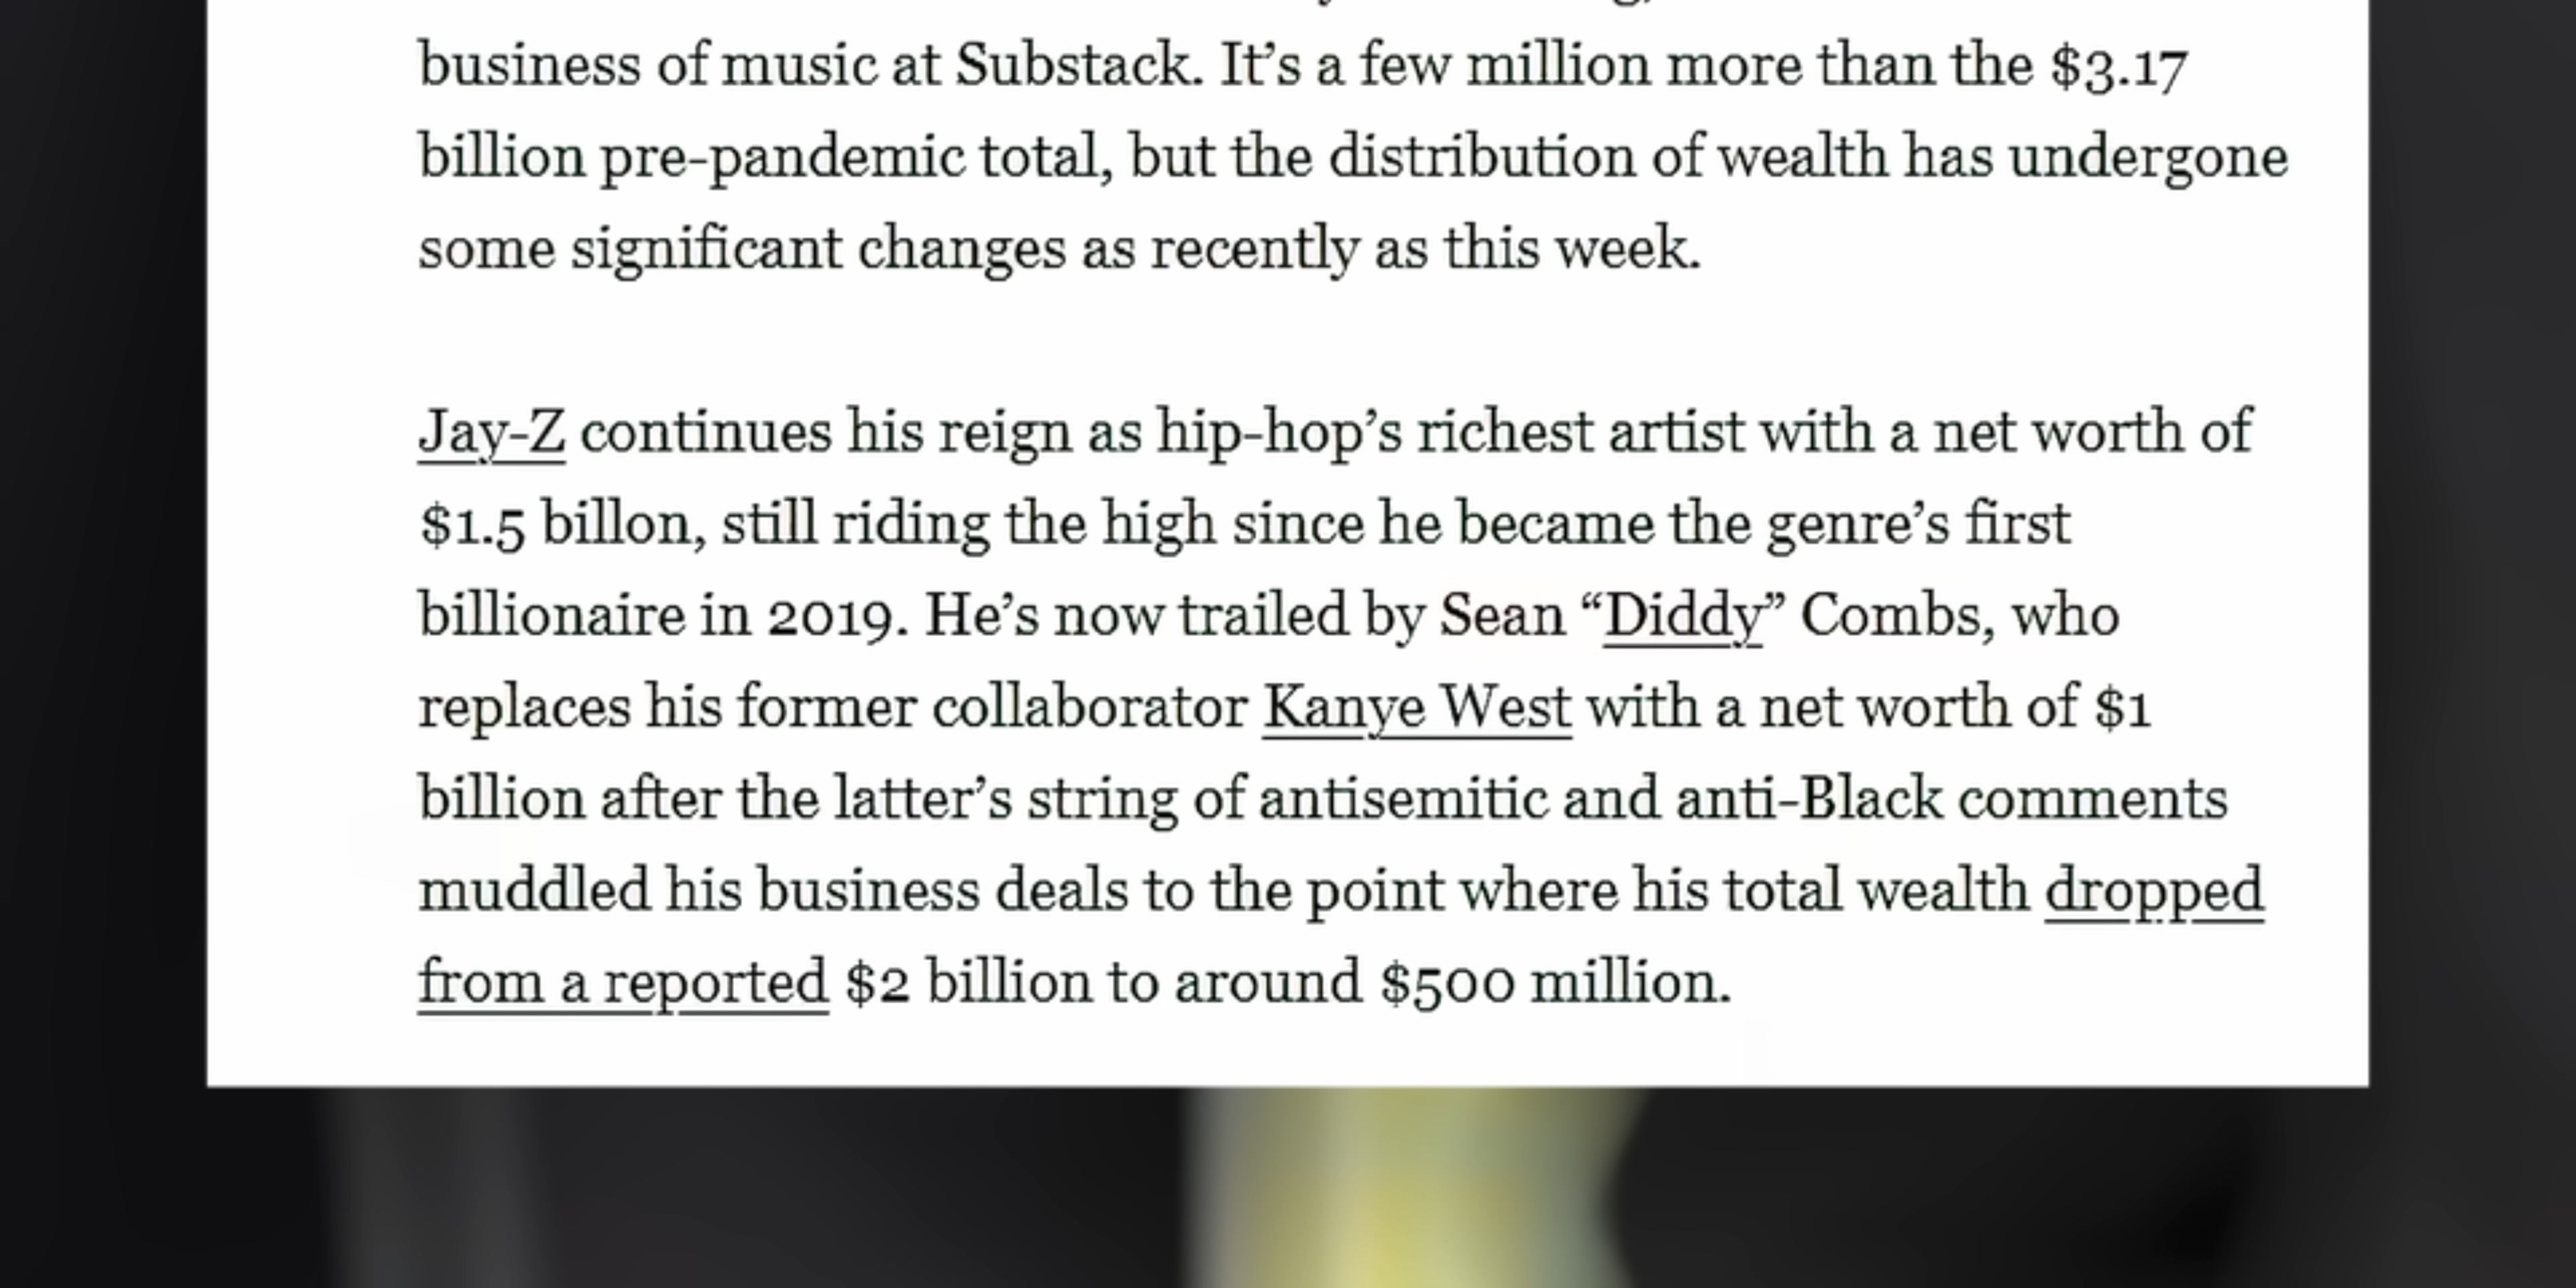 business of music at Substack. It’s a few million more than the $3.17
billion pre-pandemic total, but the distribution of wealth has undergone
some significant changes as recently as this week.
Jay-Z continues his reign as hip-hop’s richest artist with a net worth of
$1.5 billon, still riding the high since he became the genre’s first
billionaire in 2019. He’s now trailed by Sean “Diddy” Combs, who
replaces his former collaborator Kanye West with a net worth of $1
billion after the latter’s string of antisemitic and anti-Black comments
muddled his business deals to the point where his total wealth dropped
from a reported $2 billion to around $500 million.